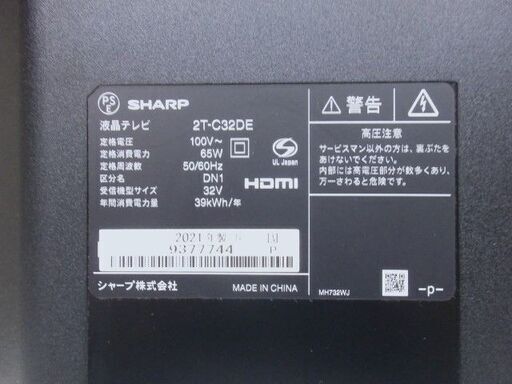 PS
E
SHARP
液晶テレビ 2T-C32DE
定格電圧 100V~
定格消費電力 65W
定格周波数 50/60Hz
区分名 DN1
受信機型サイズ 32V
年間消費電力量 39kWh/年
UL Japan
HDMI
2021年製
9377744 P
シャープ株式会社 MADE IN CHINA
警告
高圧注意
サービスマン以外の方は、裏ぶたを
あけないでください。
内部には高電圧部分が数多くあり、
万一さわると危険です。
MH732WJ
-p-